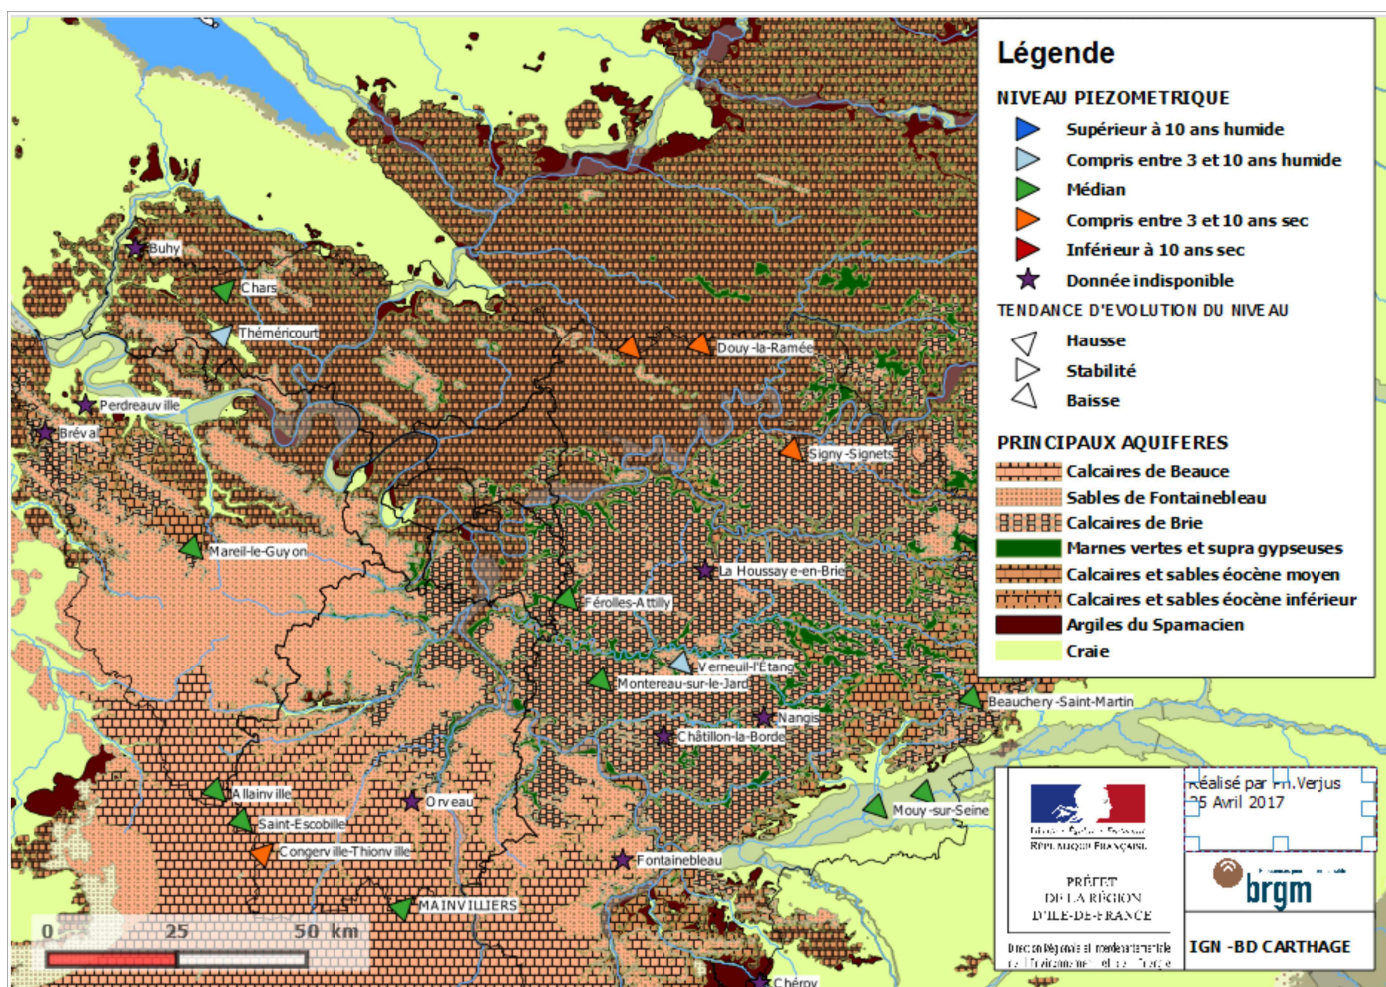 Légende
NIVEAU PIEZOMETRIQUE
Supérieur à 10 ans humide
Compris entre 3 et 10 ans humide
Médian
Compris entre 3 et 10 ans sec
Inférieur à 10 ans sec
Donnée indisponible
TENDANCE D'EVOLUTION DU NIVEAU
Hausse
Stabilité
Baisse
PRINCIPAUX AQUIFERES
Calcaires de Beauce
Sables de Fontainebleau
Calcaires de Brie
Marnes vertes et supra gypseuses
Calcaires et sables éocène moyen
Calcaires et sables éocène inférieur
Argiles du Sparnacien
Craie
Buhy
Chars
Théméricourt
Douy-la-Ramée
Perdreauville
Bréval
Signy-Signets
Mareil-le-Guyon
La Houssaye-en-Brie
Férolles-Attilly
Verneuil-l'Étang
Montereau-sur-le-Jard
Beauchery-Saint-Martin
Nangis
Châtillon-la-Borde
Allainville
Orveau
Mouy-sur-Seine
Saint-Escobille
Congerville-Thionville
Fontainebleau
MAINVILLIERS
Chéroy
0 25 50 km
RÉPUBLIQUE FRANÇAISE
PRÉFET
DE LA RÉGION
D'ILE-DE-FRANCE
Réalisé par Ph.Verjus
Avril 2017
brgm
IGN -BD CARTHAGE